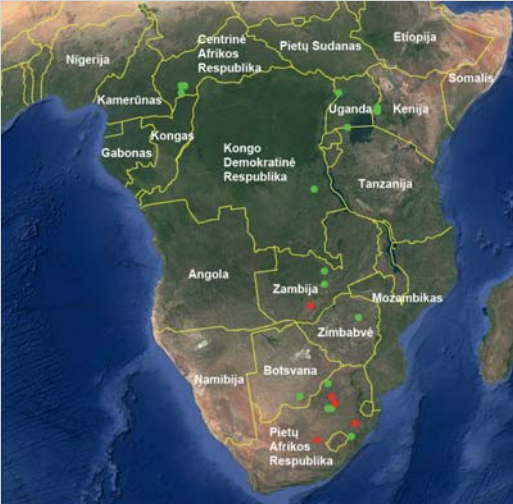 Nigerija
Centrinė
Afrikos
Respublika
Pietų Sudanas
Etiopija
Somalis
Kamerūnas
Uganda
Kenija
Gabonas
Kongas
Kongo
Demokratinė
Respublika
Tanzanija
Angola
Zambija
Mozambikas
Zimbabvė
Namibija
Botsvana
Pietų
Afrikos
Respublika